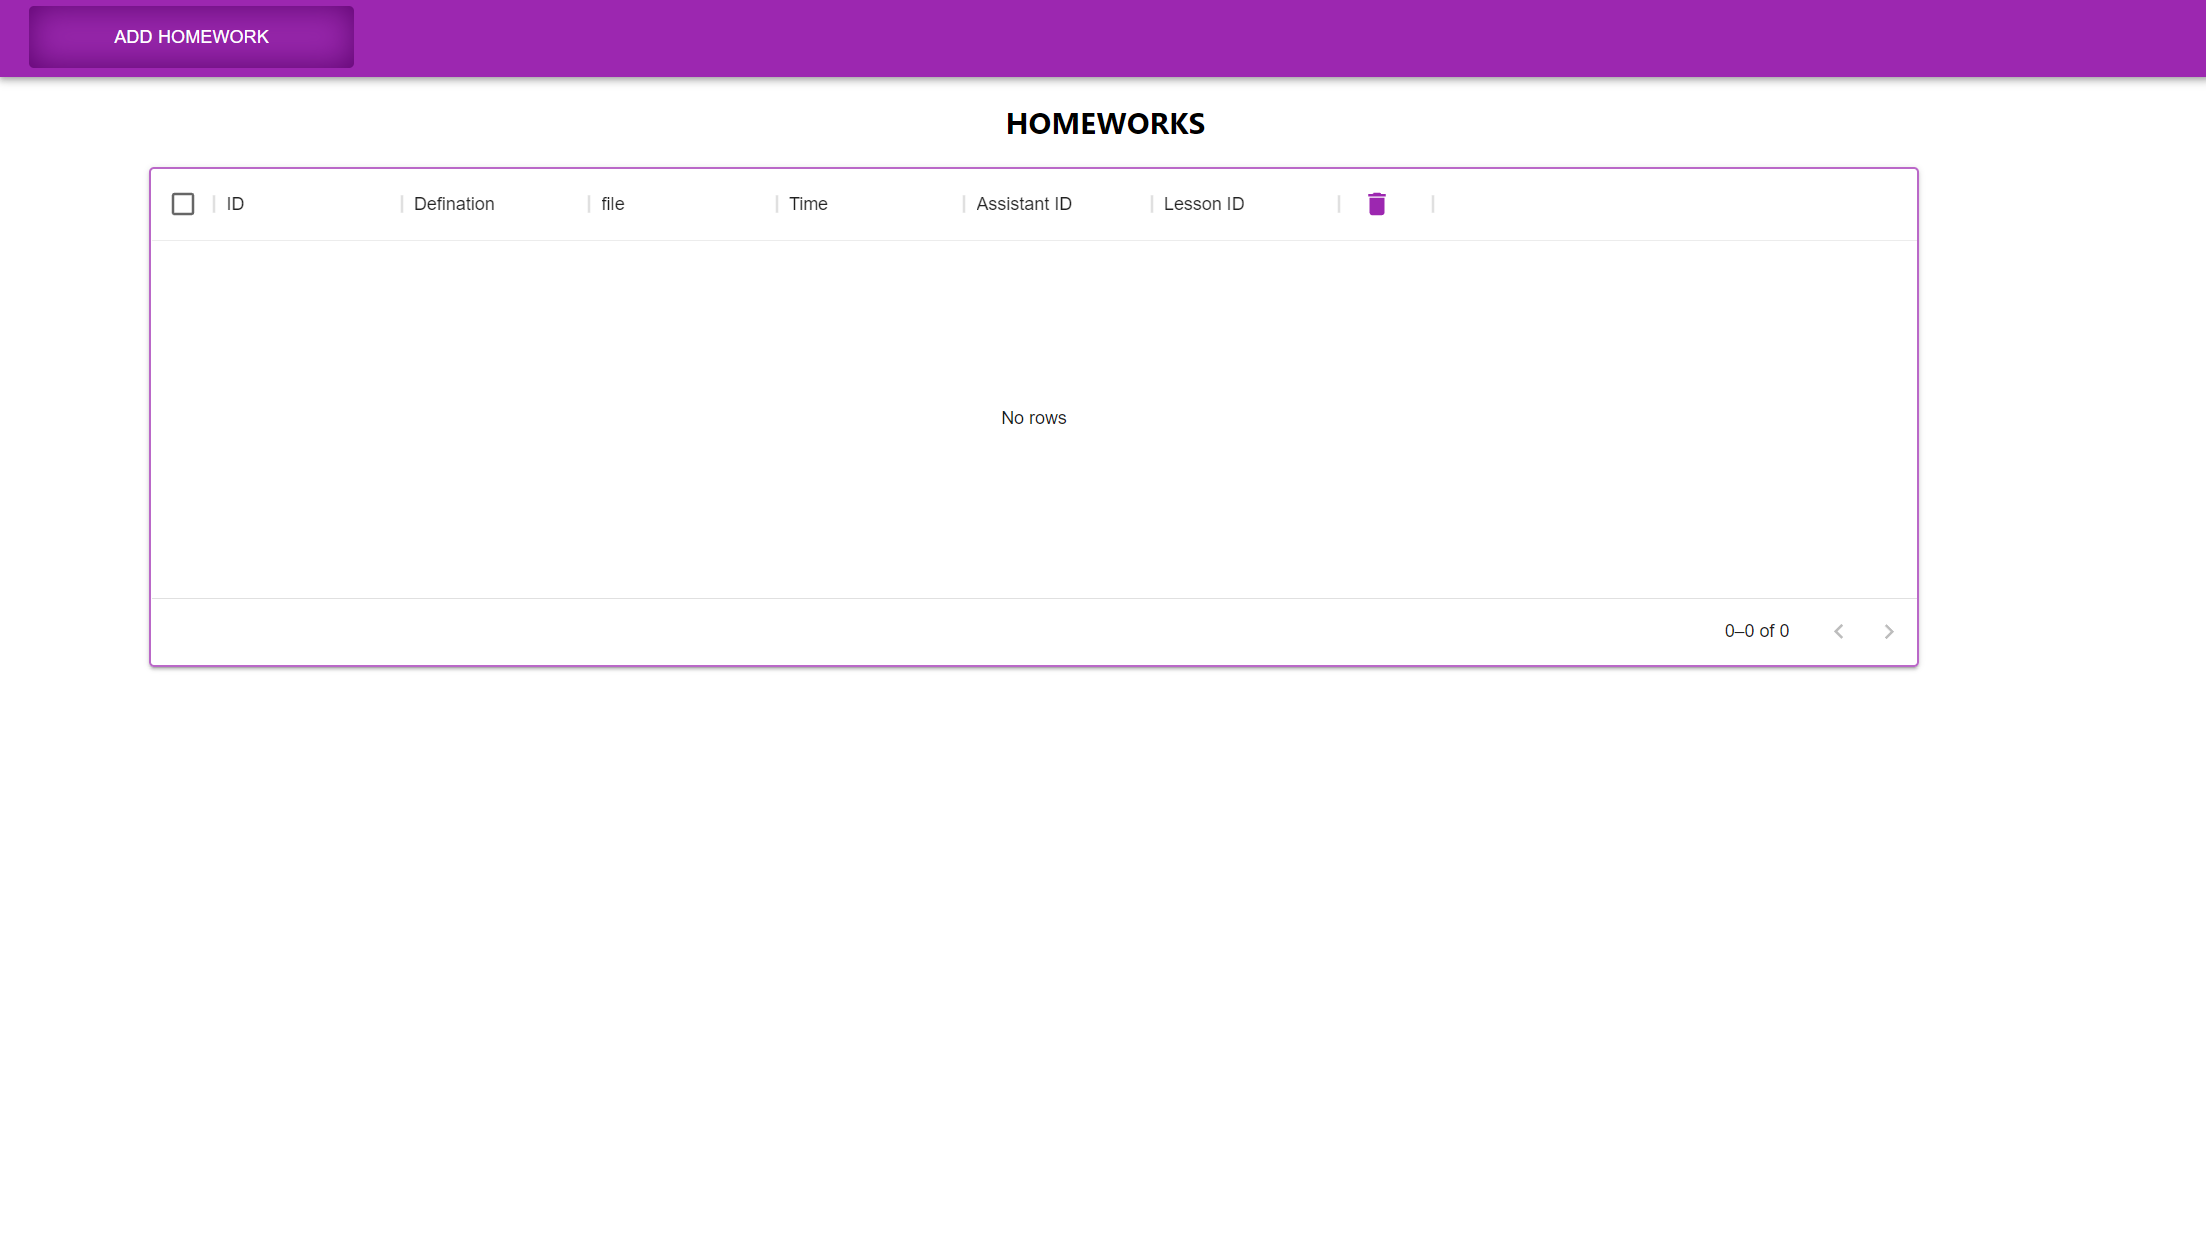 ADD HOMEWORK
HOMEWORKS
ID Defination file Time Assistant ID Lesson ID
No rows
0–0 of 0